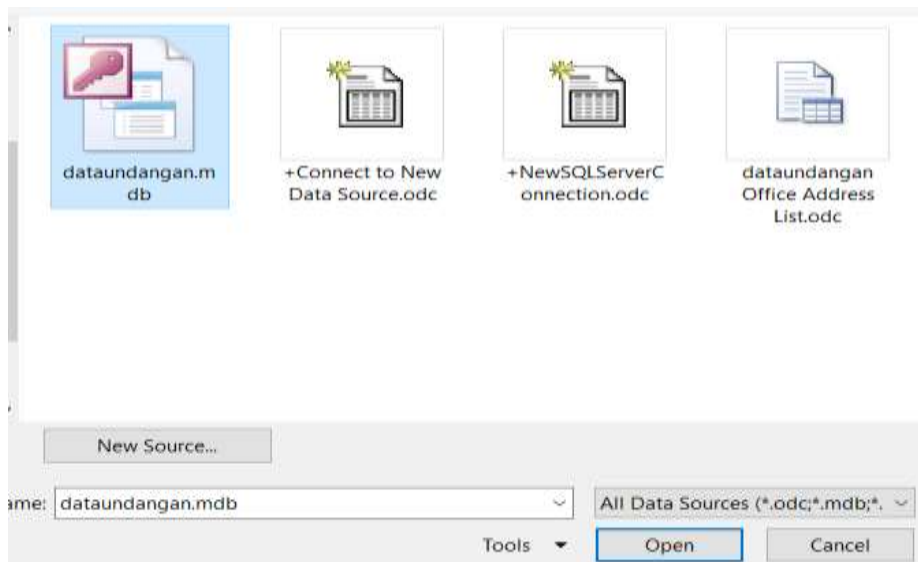 dataundangan.m
db
+Connect to New
Data Source.odc
+NewSQLServerC
onnection.odc
dataundangan
Office Address
List.odc
New Source...
ame: dataundangan.mdb
All Data Sources (*.odc;*.mdb;*.
Tools
Open
Cancel